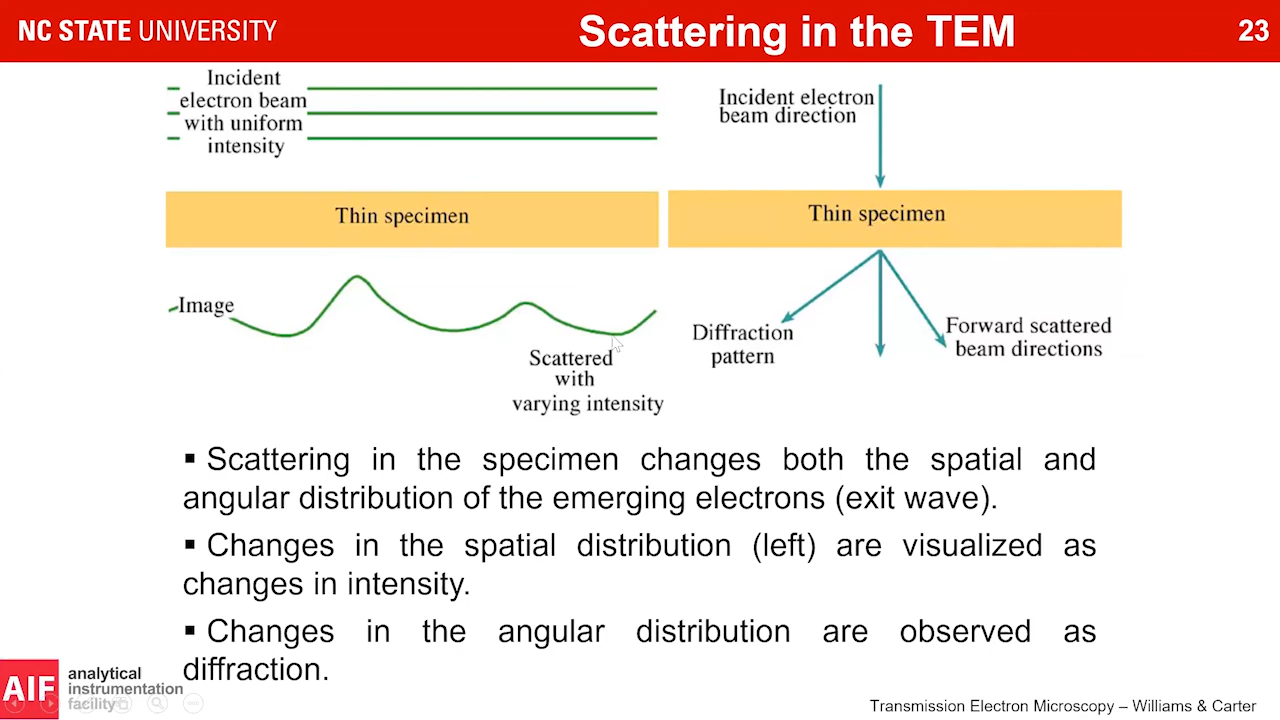 NC STATE UNIVERSITY
Scattering in the TEM
23
Incident
electron beam
with uniform
intensity
Thin specimen
Image
Scattered
with
varying intensity
Incident electron
beam direction
Thin specimen
Diffraction
pattern
Forward scattered
beam directions
▪ Scattering in the specimen changes both the spatial and
angular distribution of the emerging electrons (exit wave).
▪ Changes in the spatial distribution (left) are visualized as
changes in intensity.
▪ Changes in the angular distribution are observed as
diffraction.
AIF
analytical
instrumentation
facility
Transmission Electron Microscopy – Williams & Carter